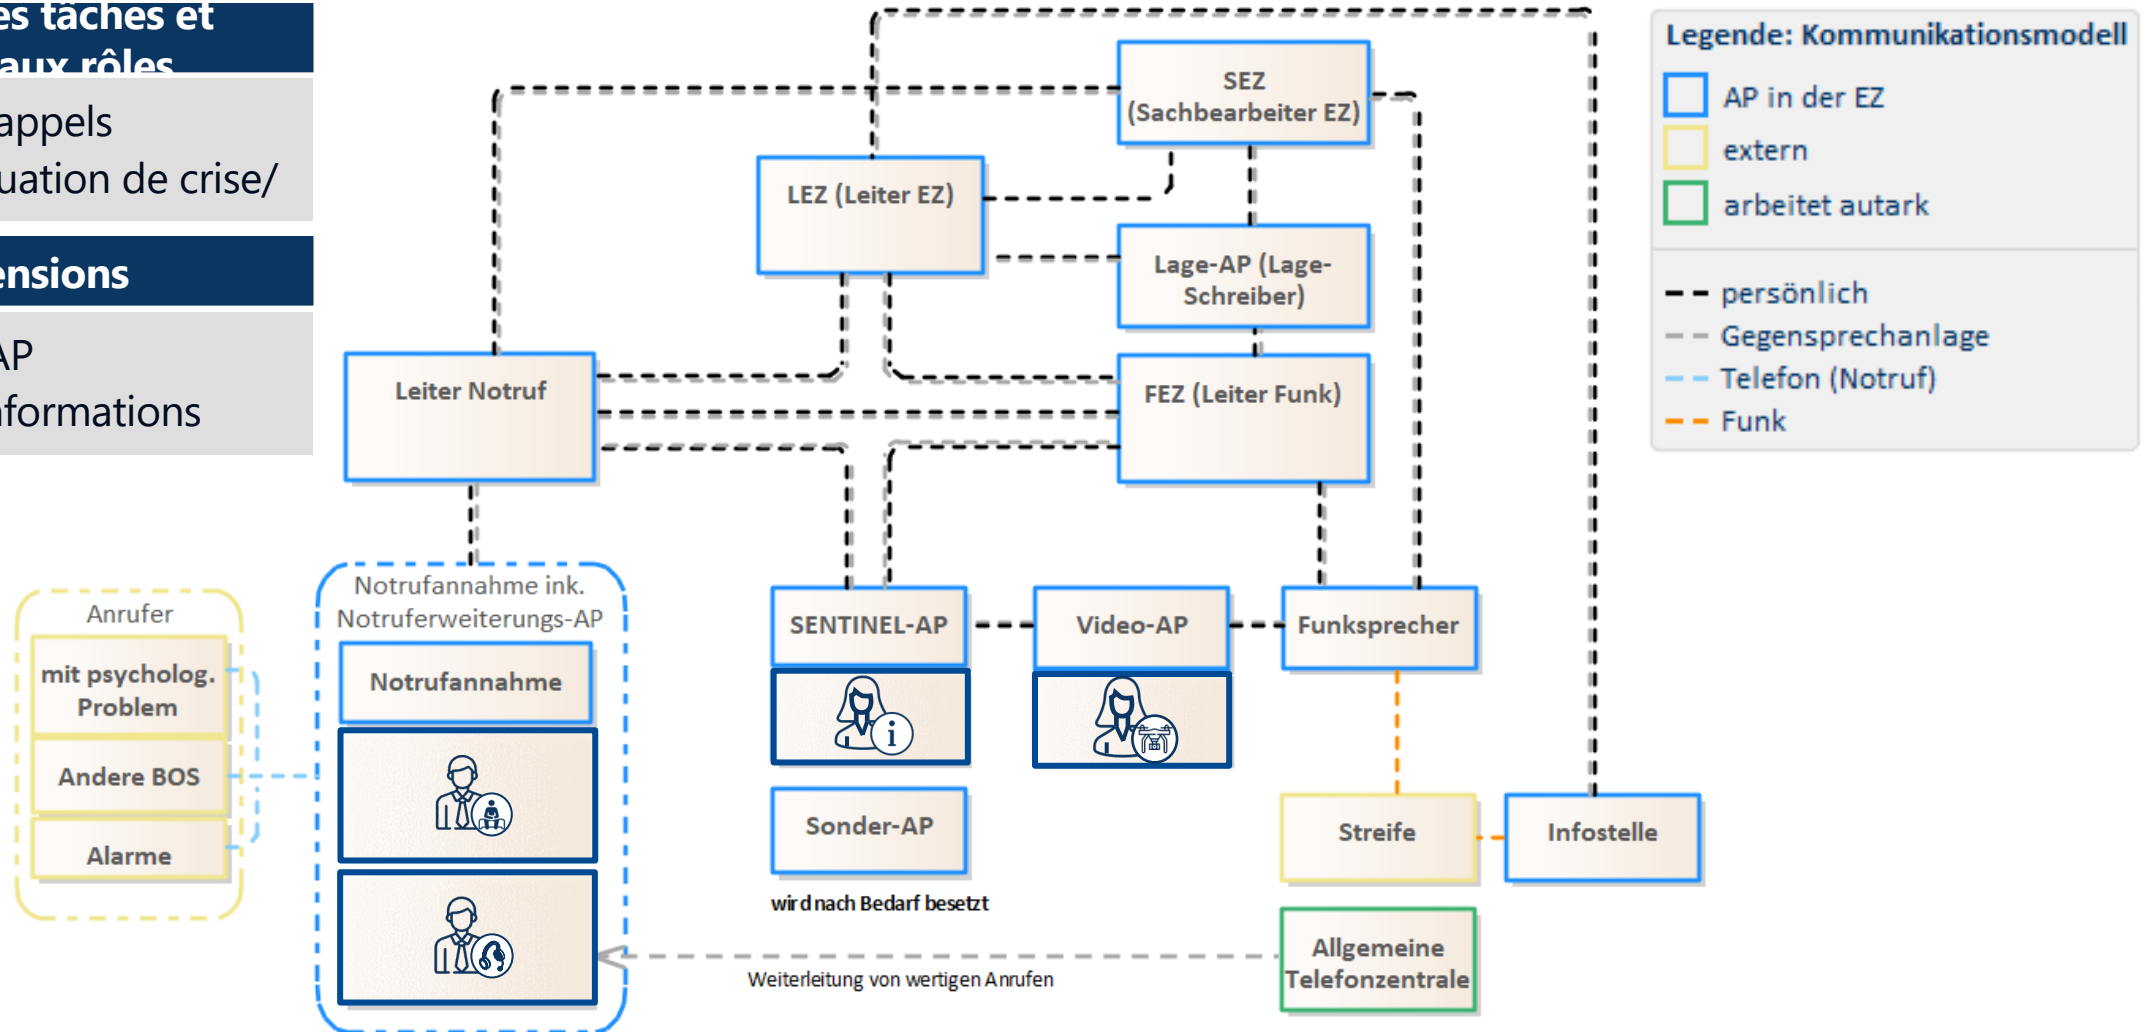 es tâches et
aux rôles
appels
uation de crise/
ensions
AP
nformations
Legende: Kommunikationsmodell
AP in der EZ
extern
arbeitet autark
persönlich
Gegensprechanlage
Telefon (Notruf)
Funk
SEZ
(Sachbearbeiter EZ)
LEZ (Leiter EZ)
Lage-AP (Lage-
Schreiber)
Leiter Notruf
FEZ (Leiter Funk)
Anrufer
mit psycholog.
Problem
Andere BOS
Alarme
Notrufannahme ink.
Notruferweiterungs-AP
Notrufannahme
SENTINEL-AP
Video-AP
Funksprecher
i
Sonder-AP
wird nach Bedarf besetzt
Streife
Infostelle
Allgemeine
Telefonzentrale
Weiterleitung von wertigen Anrufen